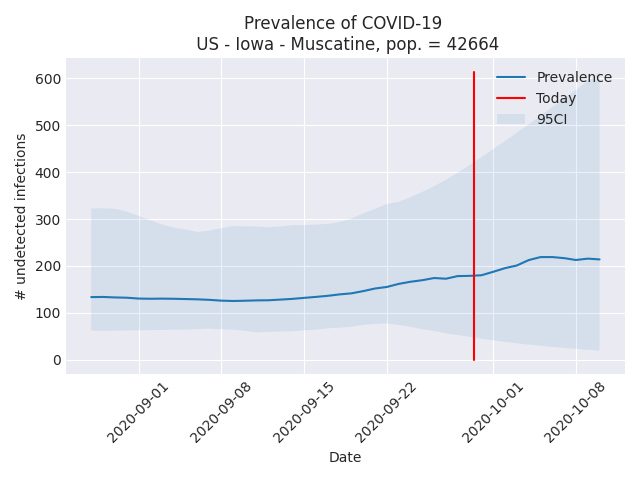 Prevalence of COVID-19
US - Iowa - Muscatine, pop. = 42664
Prevalence
Today
95CI
600
500
400
300
200
100
0
# undetected infections
2020-09-01
2020-09-08
2020-09-15
2020-09-22
2020-10-01
2020-10-08
Date